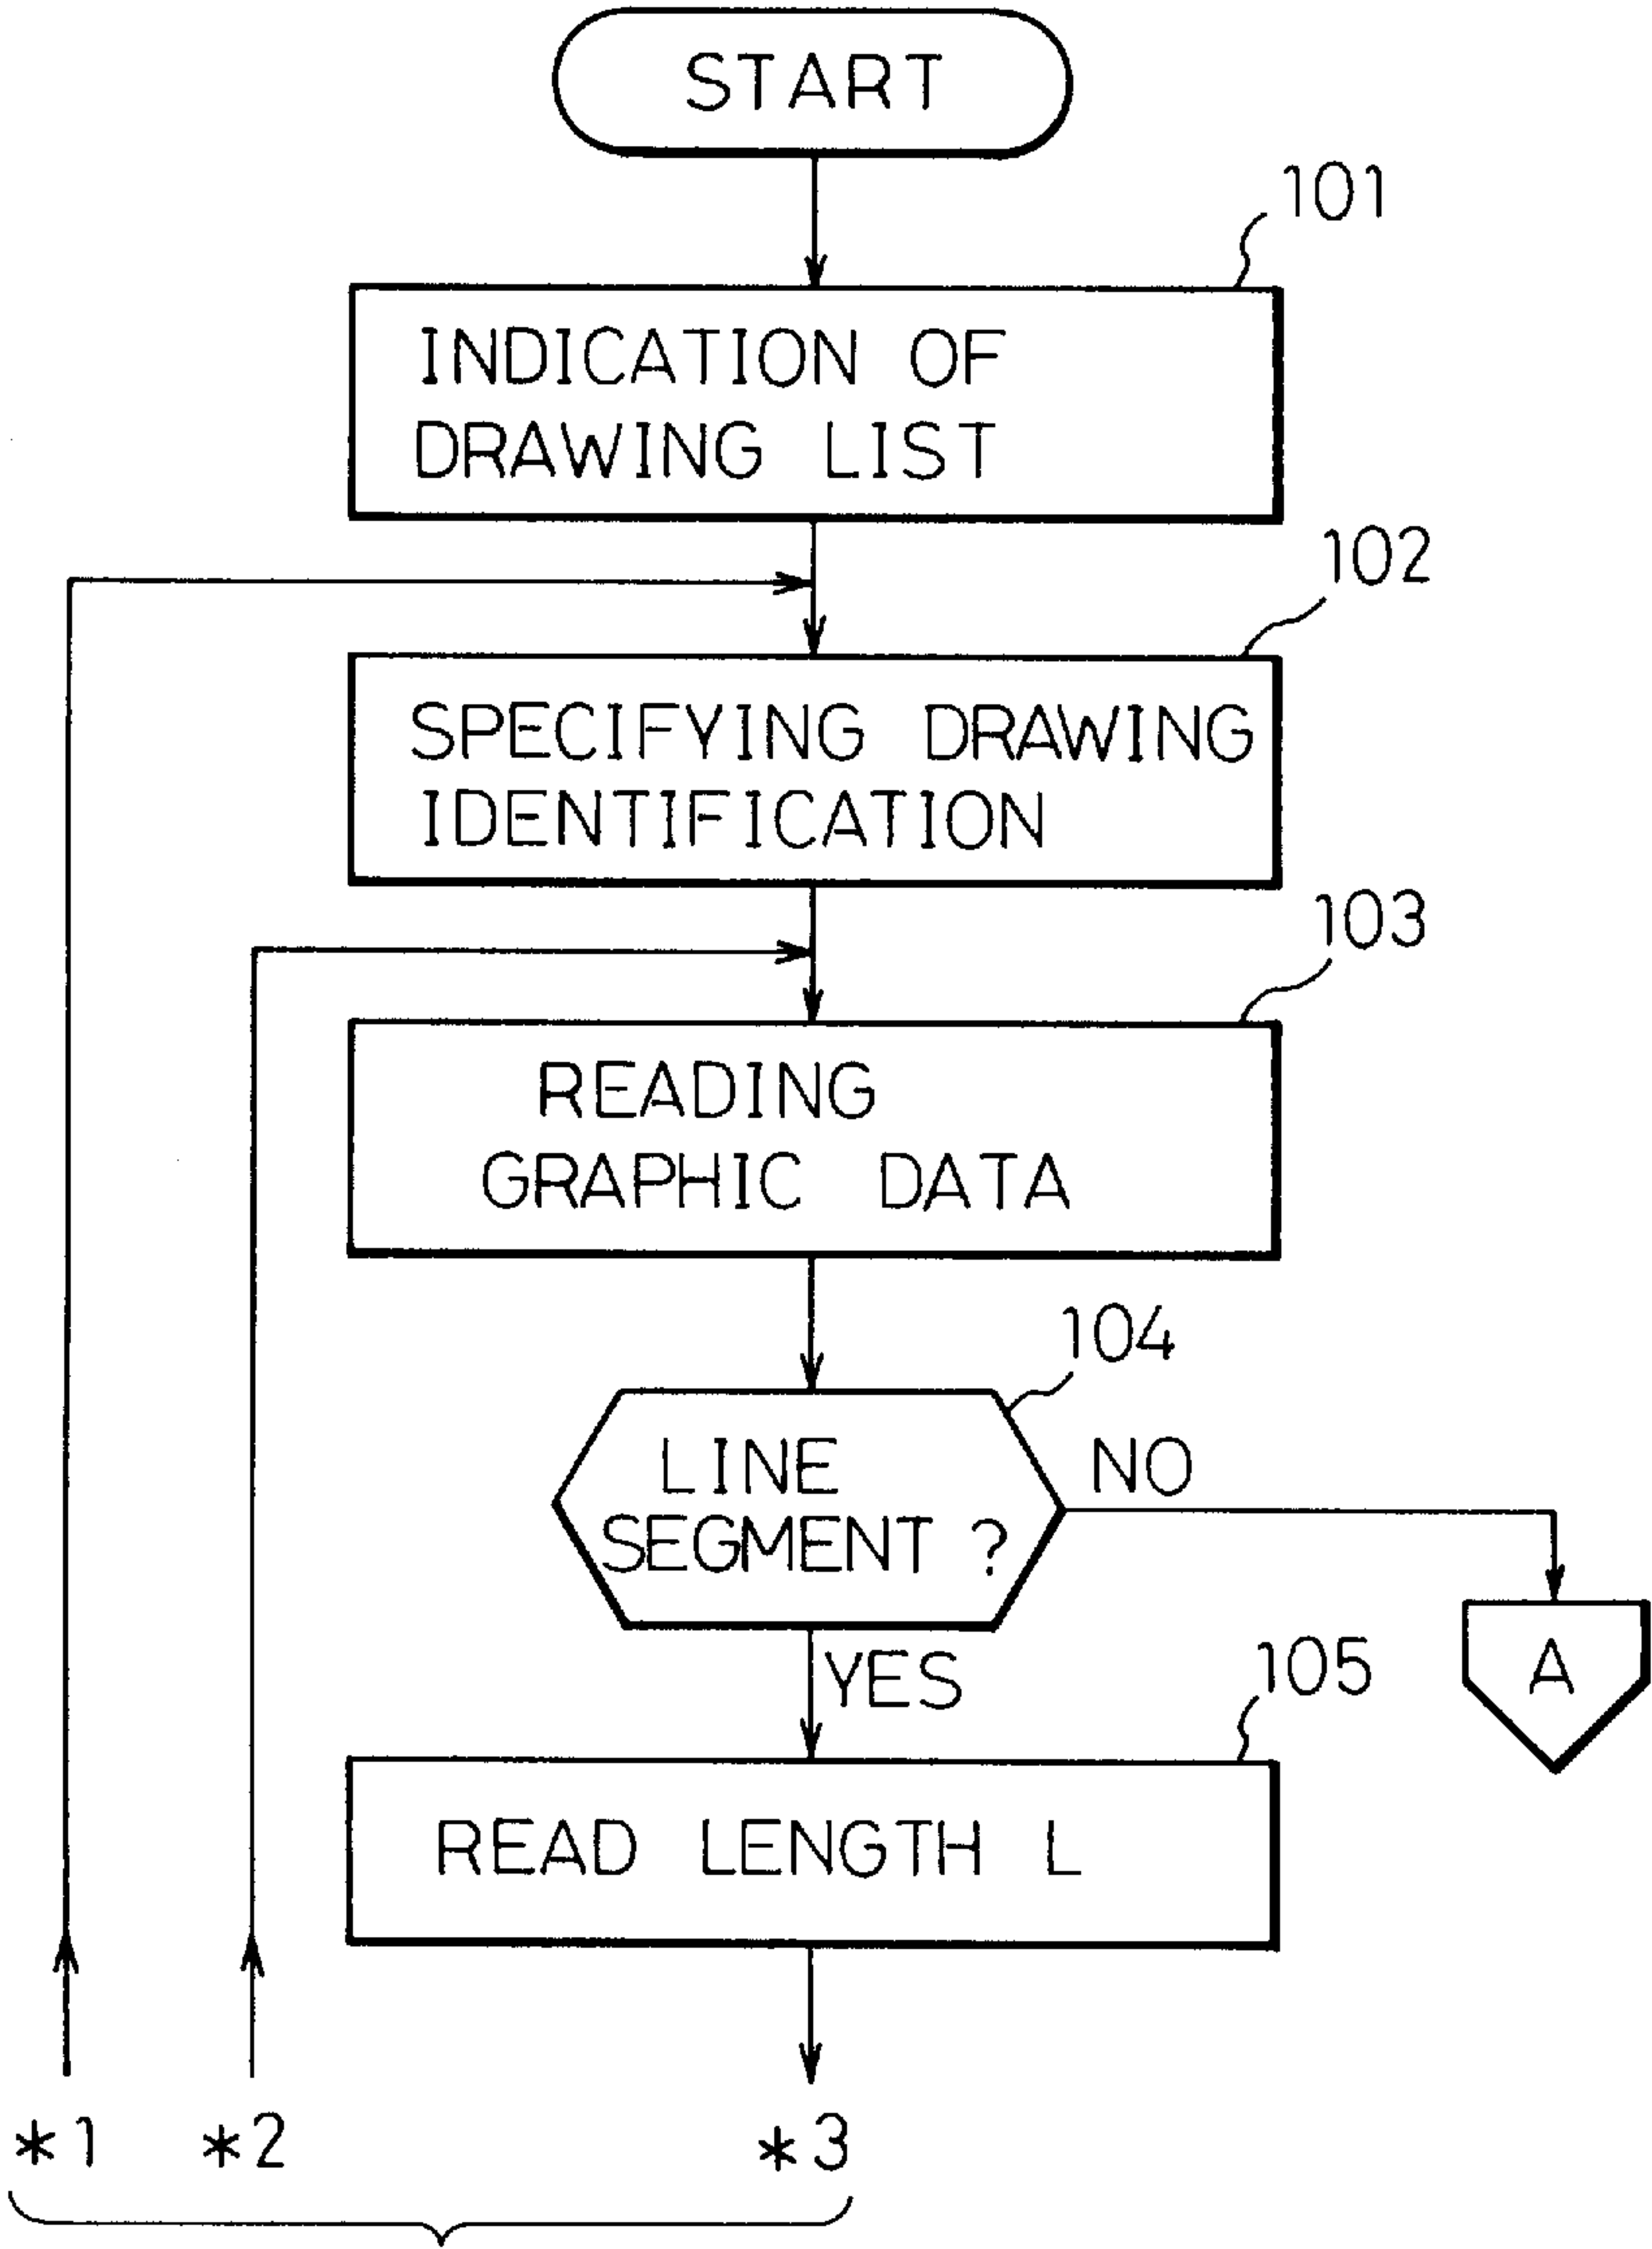 START
101
INDICATION OF
DRAWING LIST
102
SPECIFYING DRAWING
IDENTIFICATION
103
READING
GRAPHIC DATA
104
LINE
SEGMENT ?
NO
A
YES
105
READ LENGTH L
*1 *2 *3